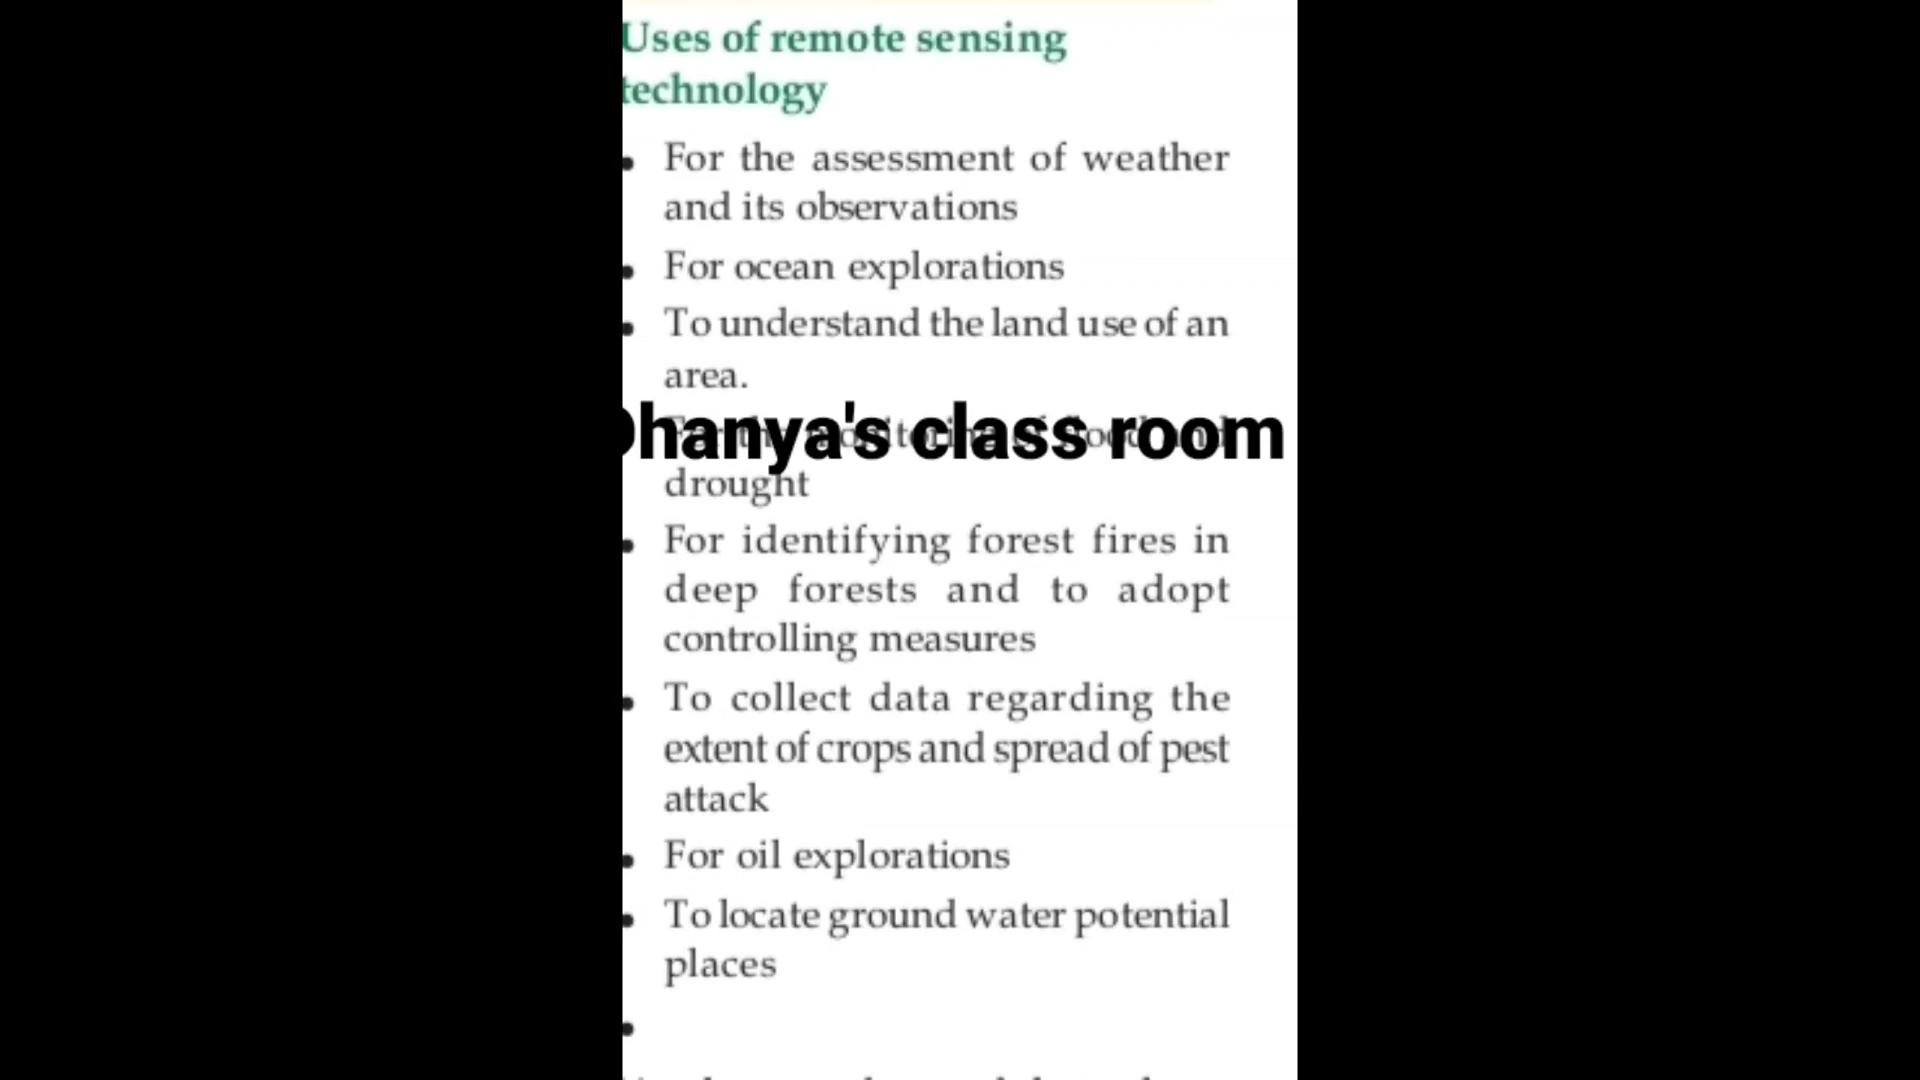 Uses of remote sensing
technology
• For the assessment of weather
and its observations
• For ocean explorations
• To understand the land use of an
area.
Dhanya's class room
drought
• For identifying forest fires in
deep forests and to adopt
controlling measures
• To collect data regarding the
extent of crops and spread of pest
attack
• For oil explorations
• To locate ground water potential
places
•